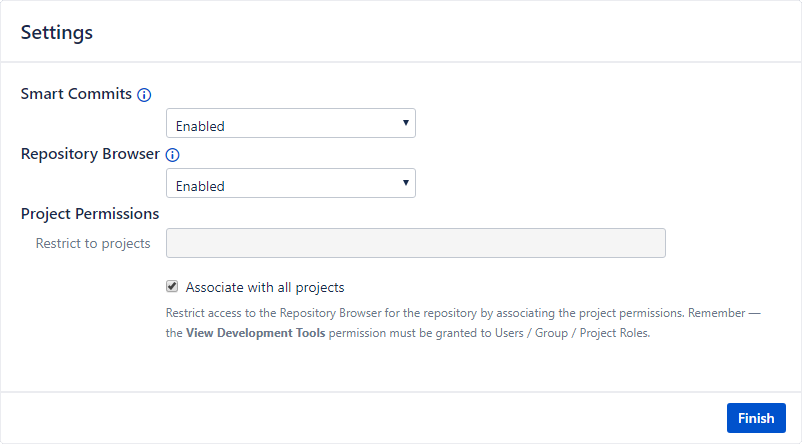 Settings
Smart Commits
Enabled
Repository Browser
Enabled
Project Permissions
Restrict to projects
Associate with all projects
Restrict access to the Repository Browser for the repository by associating the project permissions. Remember —
the View Development Tools permission must be granted to Users / Group / Project Roles.
Finish